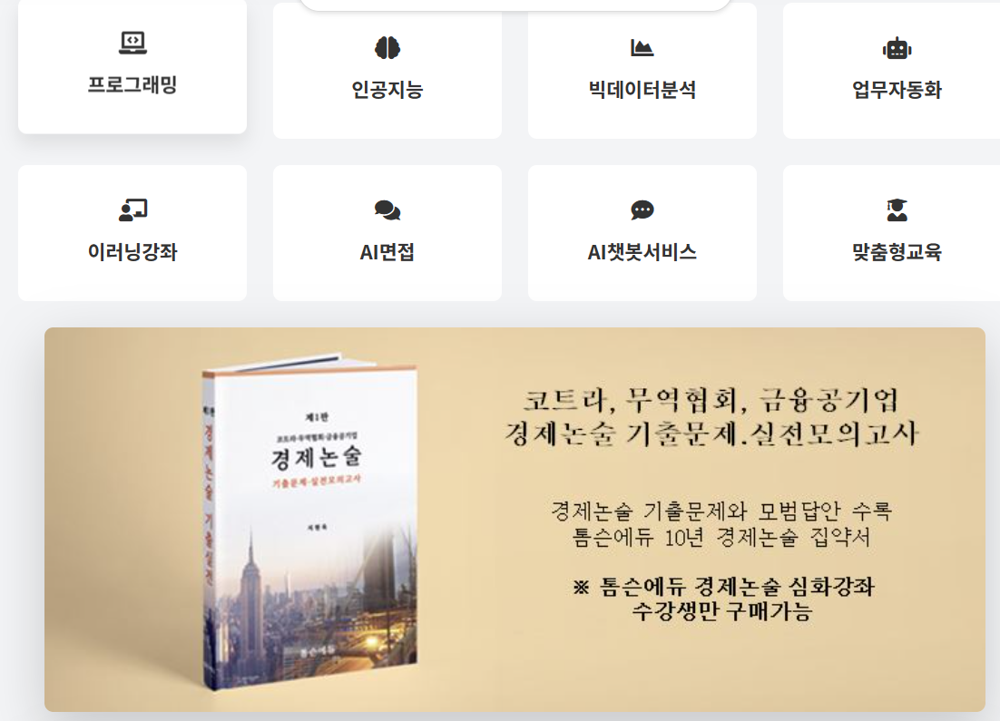 프로그래밍
인공지능
빅데이터분석
업무자동화
이러닝강좌
AI면접
AI챗봇서비스
맞춤형교육
제1판
코트라·무역협회·금융공기업
경제논술
기출문제·실전모의고사
톰슨에듀
경제논술 기출실전
코트라, 무역협회, 금융공기업
경제논술 기출문제.실전모의고사
경제논술 기출문제와 모범답안 수록
톰슨에듀 10년 경제논술 집약서
※ 톰슨에듀 경제논술 심화강좌
수강생만 구매가능